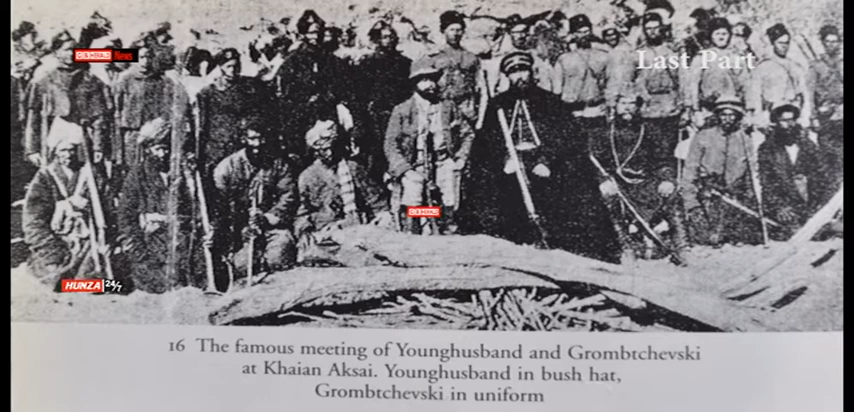 News
Last Part
HUNZA 24/7
16 The famous meeting of Younghusband and Grombtchevski
at Khaian Aksai. Younghusband in bush hat,
Grombtchevski in uniform